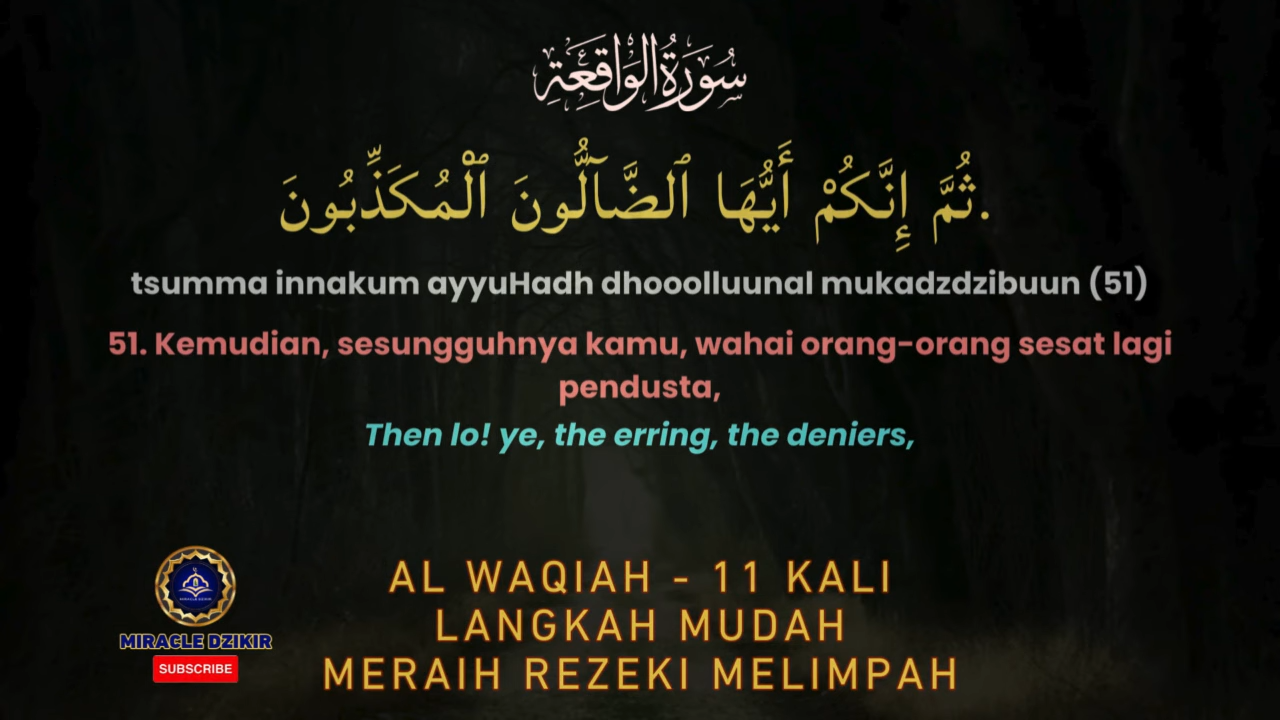 سُورَةُ الوَاقِعَةِ
ثُمَّ إِنَّكُمْ أَيُّهَا ٱلضَّآلُّونَ ٱلْمُكَذِّبُونَ.
tsumma innakum ayyuHadh dhooolluunal mukadzdzibuun (51)
51. Kemudian, sesungguhnya kamu, wahai orang-orang sesat lagi
pendusta,
Then lo! ye, the erring, the deniers,
AL WAQIAH - 11 KALI
LANGKAH MUDAH
MERAIH REZEKI MELIMPAH
MIRACLE DZIKIR
MIRACLE DZIKIR
SUBSCRIBE